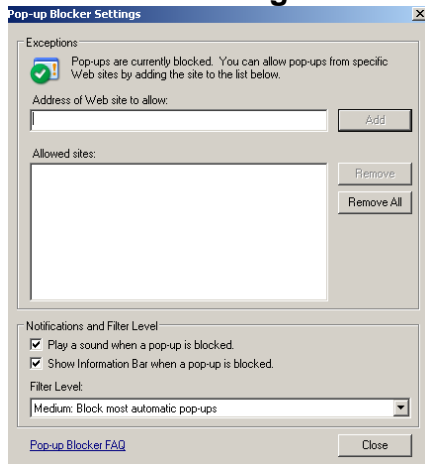 Pop-up Blocker Settings
Exceptions
Pop-ups are currently blocked. You can allow pop-ups from specific
Web sites by adding the site to the list below.
Address of Web site to allow:
Add
Allowed sites:
Remove
Remove All
Notifications and Filter Level
Play a sound when a pop-up is blocked.
Show Information Bar when a pop-up is blocked.
Filter Level:
Medium: Block most automatic pop-ups
Pop-up Blocker FAQ
Close